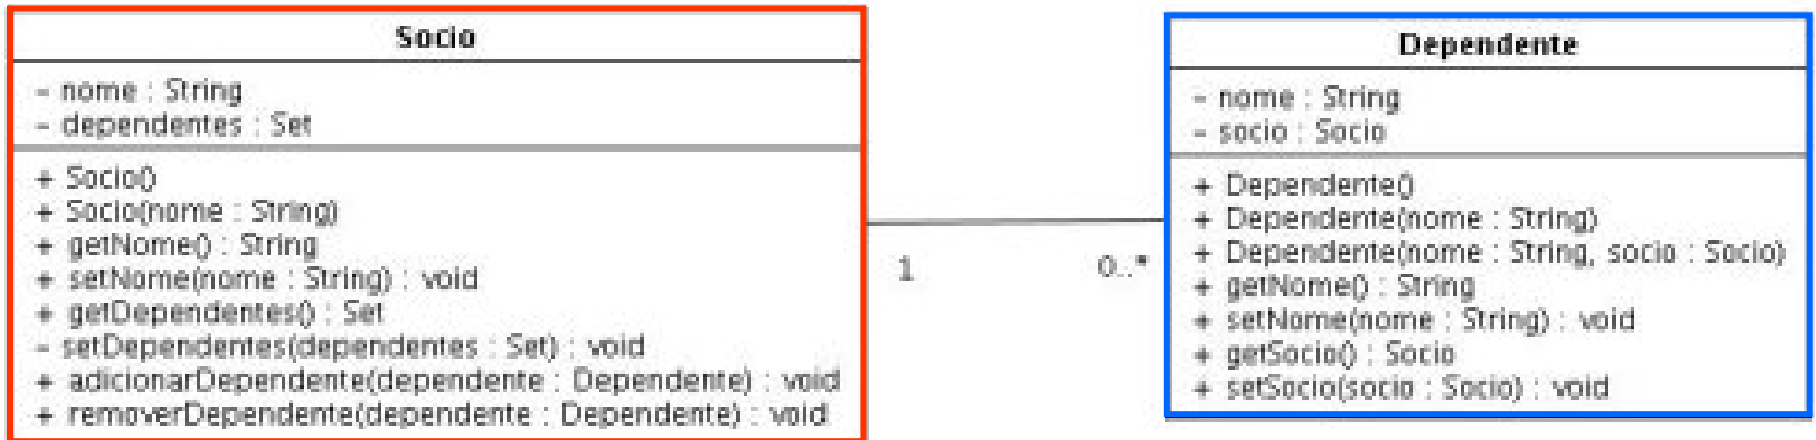 Socio
- nome : String
- dependentes : Set
+ Socio()
+ Socio(nome : String)
+ getNome() : String
+ setNome(nome : String) : void
+ getDependentes() : Set
- setDependentes(dependentes : Set) : void
+ adicionarDependente(dependente : Dependente) : void
+ removerDependente(dependente : Dependente) : void
1
0..*
Dependente
- nome : String
- socio : Socio
+ Dependente()
+ Dependente(nome : String)
+ Dependente(nome : String, socio : Socio)
+ getNome() : String
+ setNome(nome : String) : void
+ getSocio() : Socio
+ setSocio(socio : Socio) : void